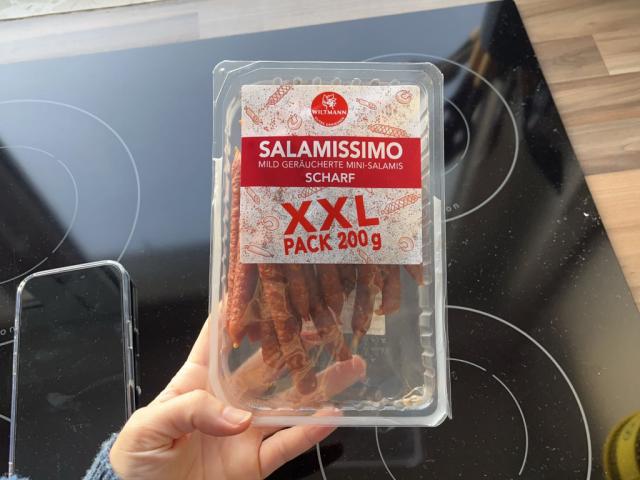 WILTMANN
SALAMISSIMO
MILD GERÄUCHERTE MINI-SALAMIS
SCHARF
XXL
PACK 200g